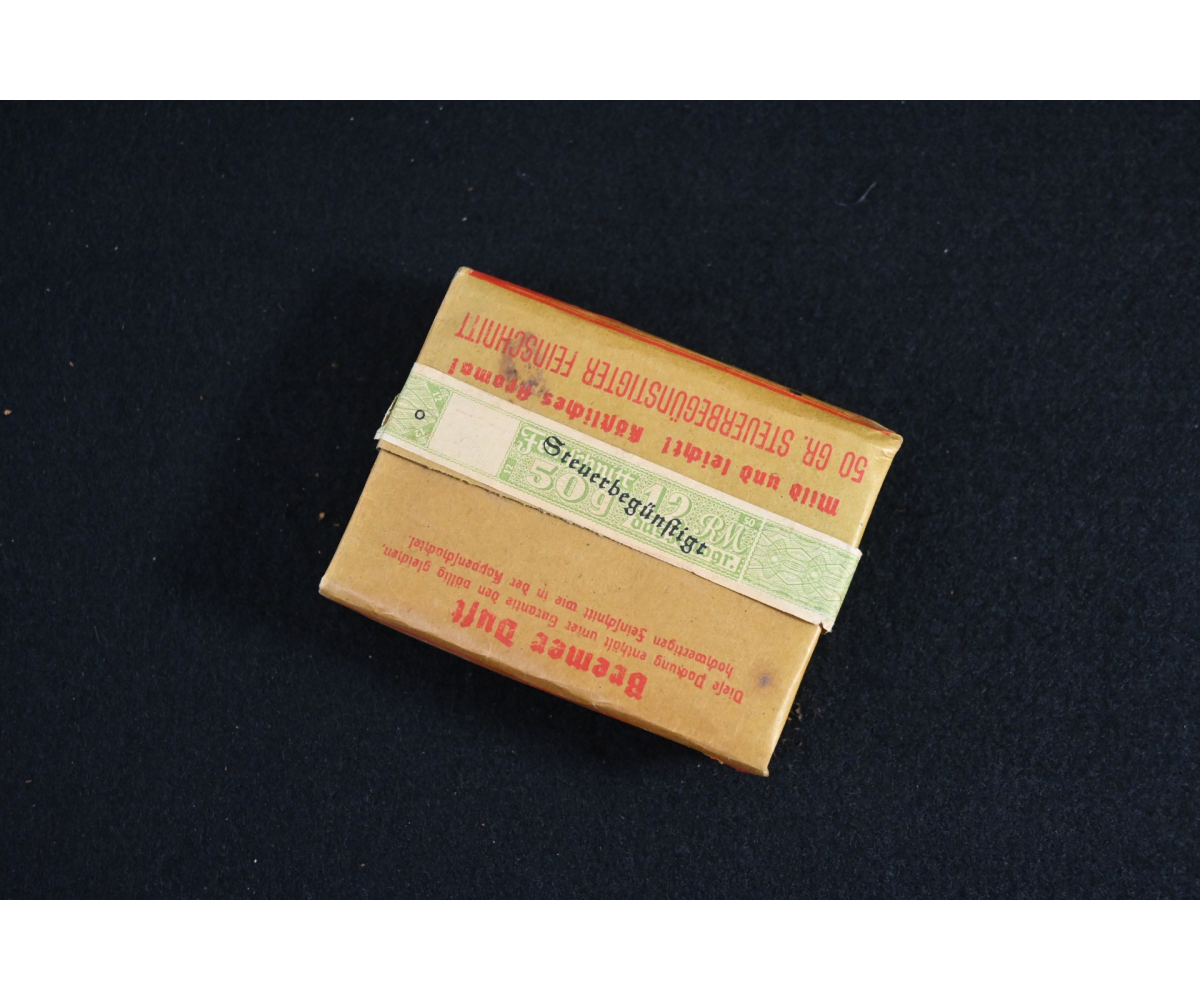 Bremer Duft
Diese Packung enthält unter Garantie den völlig gleichen,
hochwertigen Feinschnitt wie in der Kappenschachtel.
Steuerbegünstigt
12 RM
50g
50
Mild und leicht! Köstliches Aroma!
50 GR. STEUERBEGÜNSTIGTER FEINSCHNITT